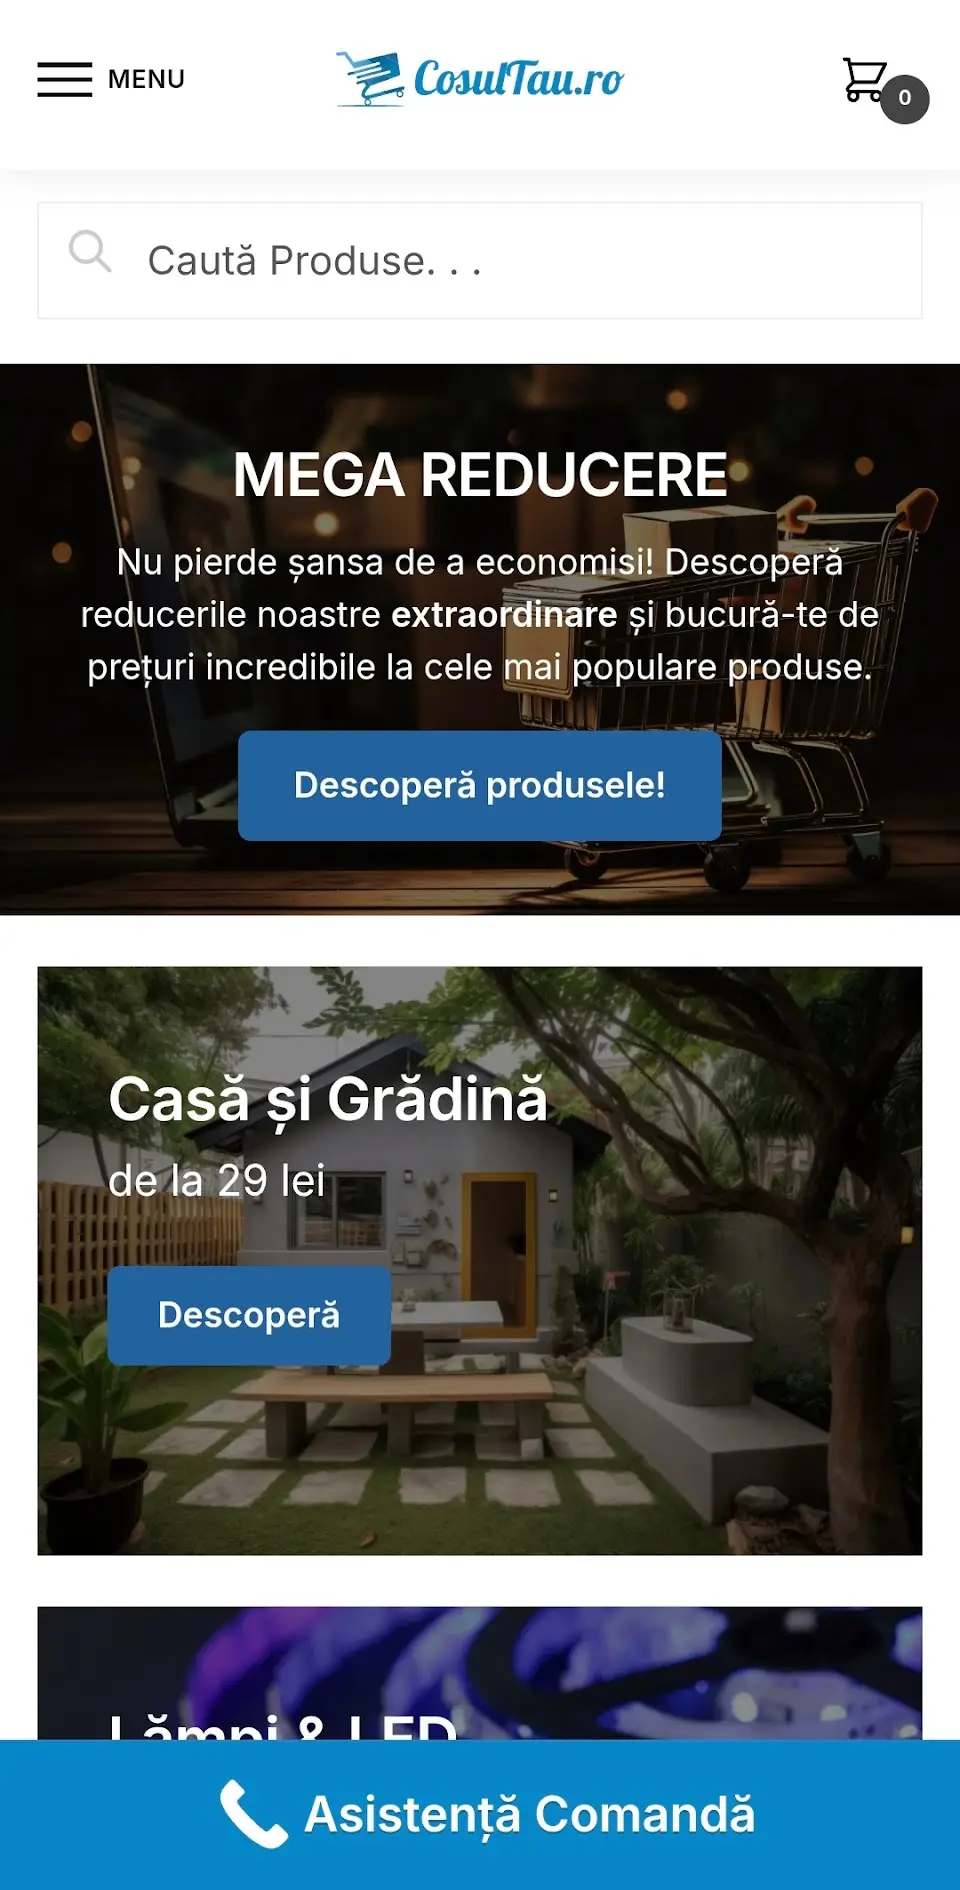 MENU
CosulTau.ro
0
Caută Produse. . .
MEGA REDUCERE
Nu pierde șansa de a economisi! Descoperă
reducerile noastre extraordinare și bucură-te de
prețuri incredibile la cele mai populare produse.
Descoperă produsele!
Casă și Grădină
de la 29 lei
Descoperă
Lămpi & LED
Asistență Comandă